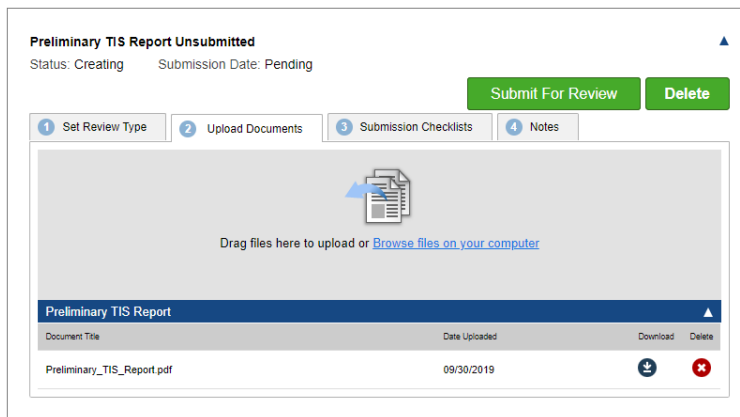 Preliminary TIS Report Unsubmitted
Status: Creating Submission Date: Pending
Submit For Review Delete
1 Set Review Type 2 Upload Documents 3 Submission Checklists 4 Notes
Drag files here to upload or Browse files on your computer
Preliminary TIS Report
Document Title Date Uploaded Download Delete
Preliminary_TIS_Report.pdf 09/30/2019